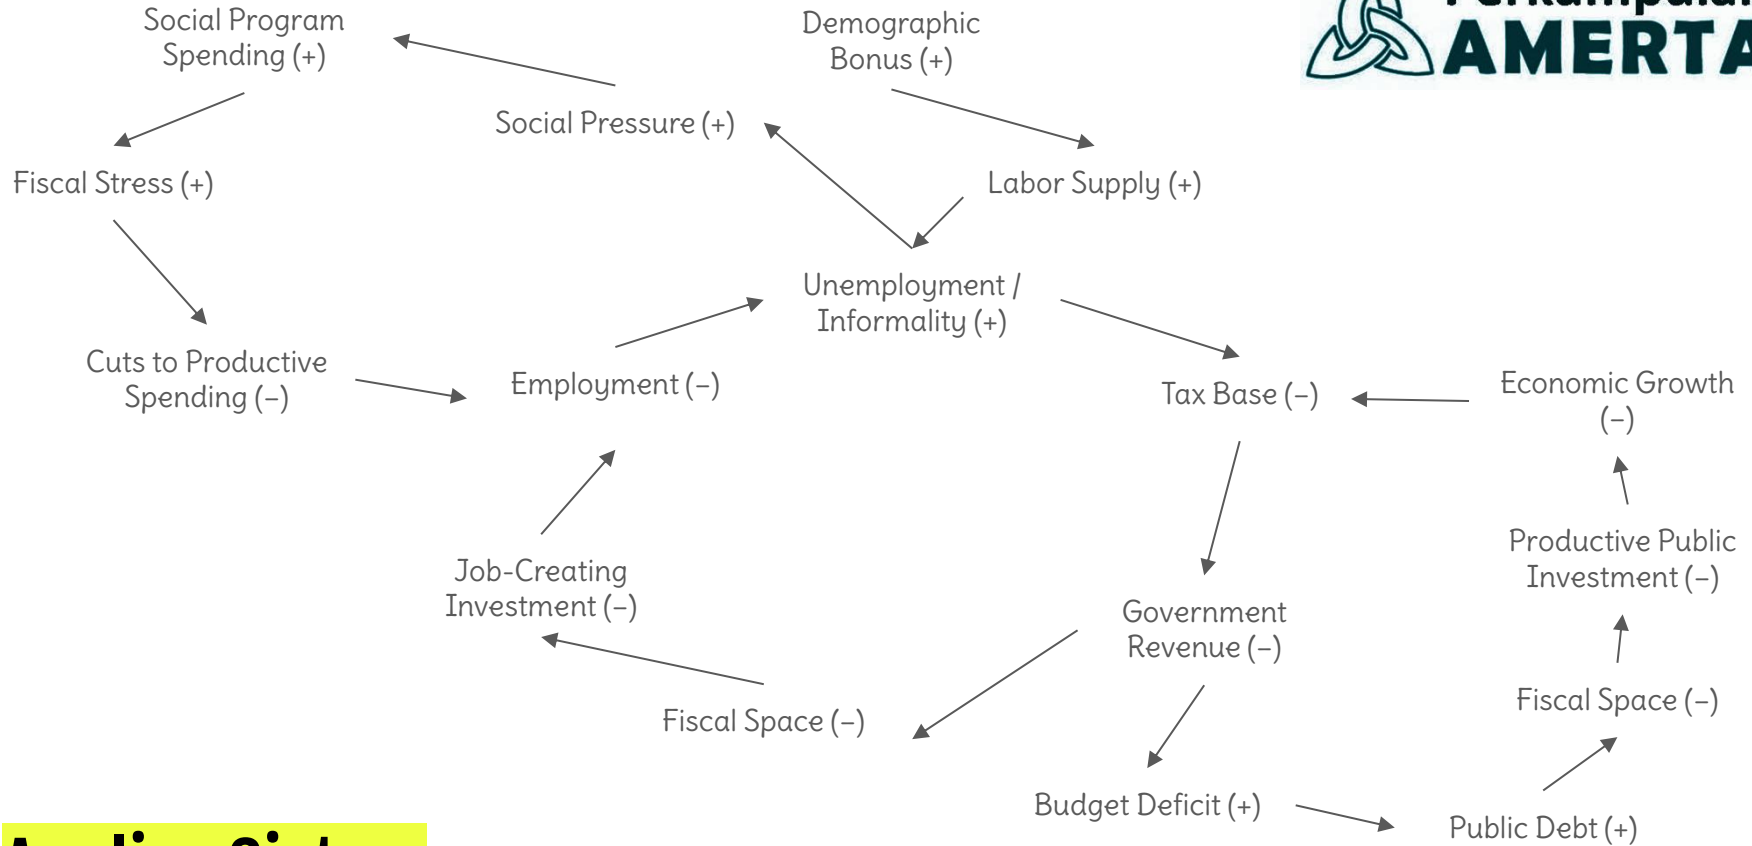 Social Program
Spending (+)
Demographic
Bonus (+)
AMERTA
Social Pressure (+)
Fiscal Stress (+)
Labor Supply (+)
Unemployment /
Informality (+)
Cuts to Productive
Spending (–)
Employment (–)
Tax Base (–)
Economic Growth
(–)
Job-Creating
Investment (–)
Productive Public
Investment (–)
Government
Revenue (–)
Fiscal Space (–)
Fiscal Space (–)
Budget Deficit (+)
Public Debt (+)